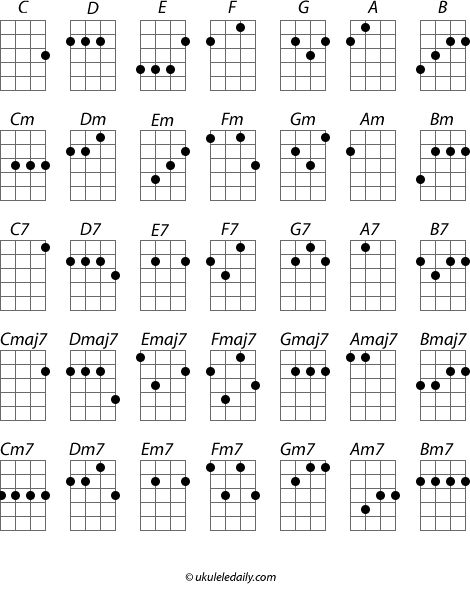 C D E F G A B
Cm Dm Em Fm Gm Am Bm
C7 D7 E7 F7 G7 A7 B7
Cmaj7 Dmaj7 Emaj7 Fmaj7 Gmaj7 Amaj7 Bmaj7
Cm7 Dm7 Em7 Fm7 Gm7 Am7 Bm7
© ukuleledaily.com